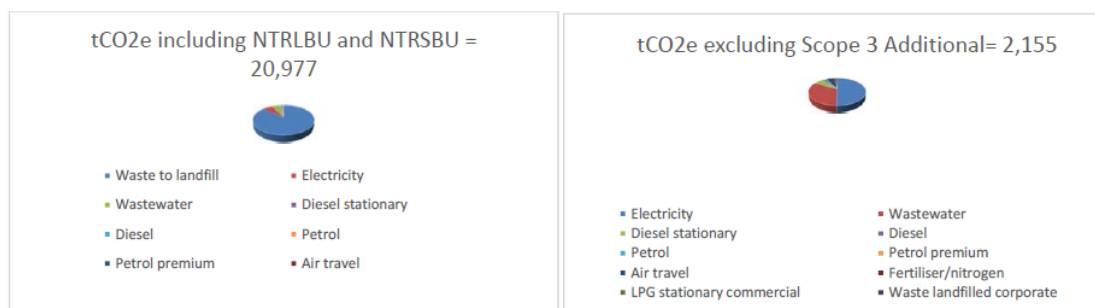 tCO2e including NTRLBU and NTRSBU =
20,977
Waste to landfill
Electricity
Wastewater
Diesel stationary
Diesel
Petrol
Petrol premium
Air travel
tCO2e excluding Scope 3 Additional= 2,155
Electricity
Wastewater
Diesel stationary
Diesel
Petrol
Petrol premium
Air travel
Fertiliser/nitrogen
LPG stationary commercial
Waste landfilled corporate